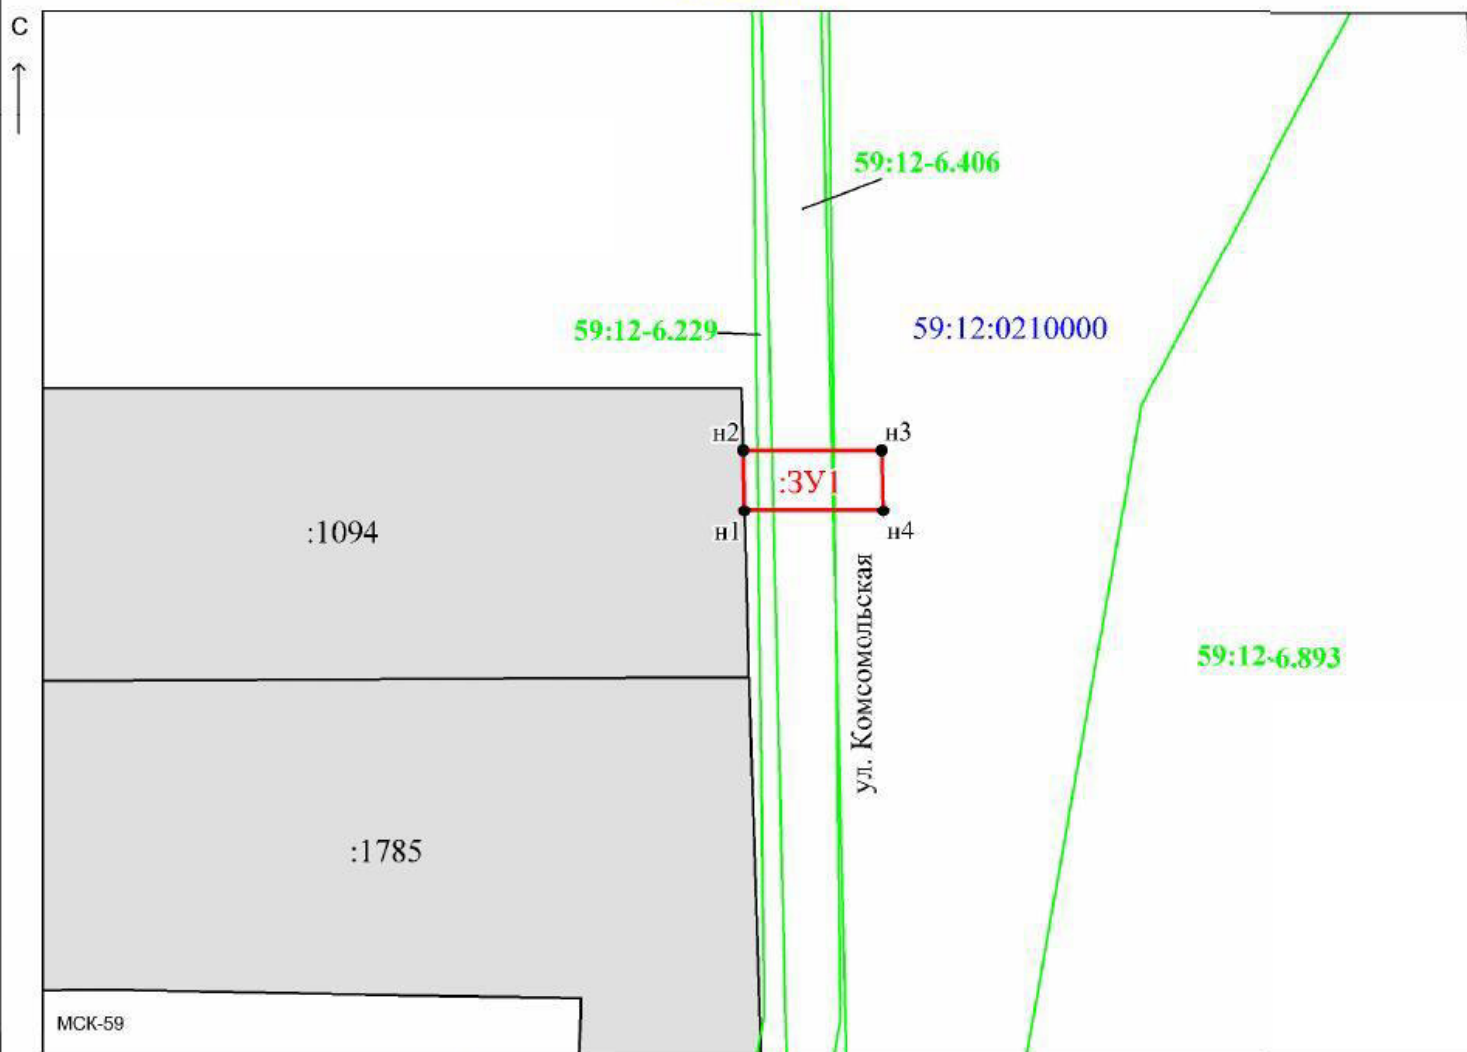 С
59:12-6.406
59:12-6.229
59:12:0210000
н2
н3
:ЗУ1
:1094
н1
н4
ул. Комсомольская
59:12-6.893
:1785
МСК-59